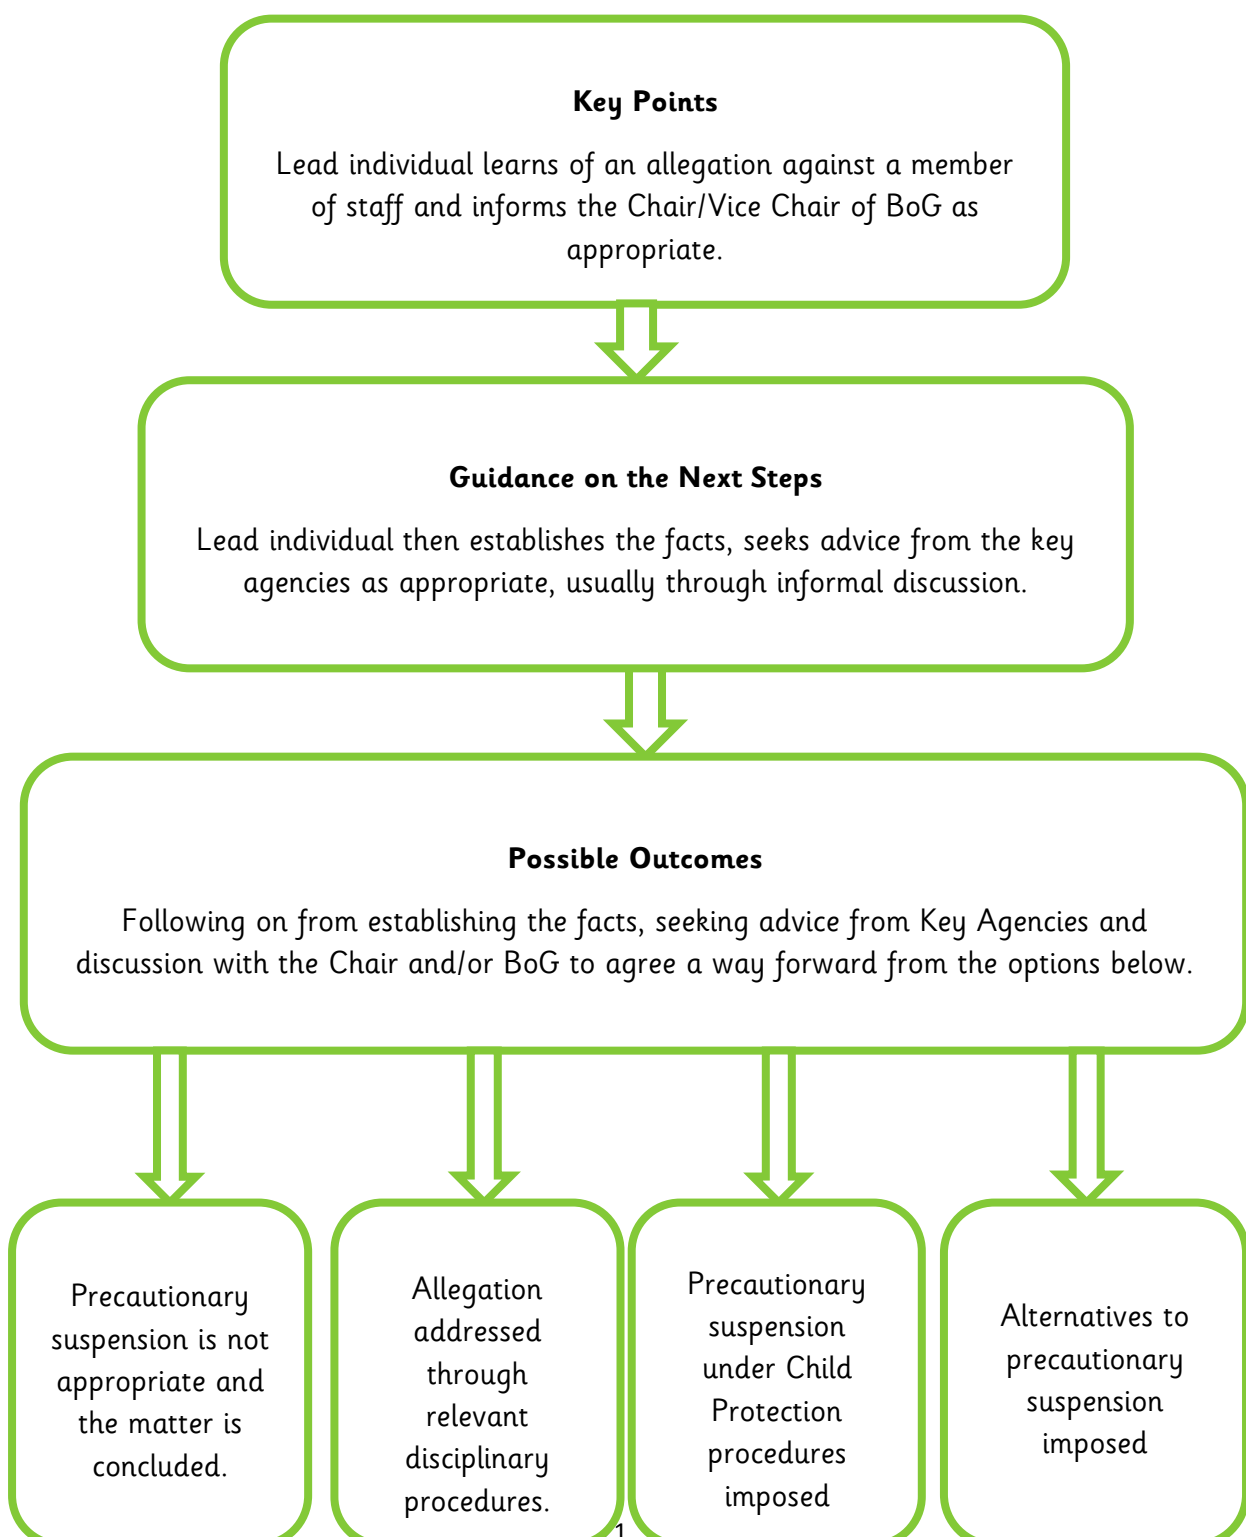 Key Points
Lead individual learns of an allegation against a member
of staff and informs the Chair/Vice Chair of BoG as
appropriate.
Guidance on the Next Steps
Lead individual then establishes the facts, seeks advice from the key
agencies as appropriate, usually through informal discussion.
Possible Outcomes
Following on from establishing the facts, seeking advice from Key Agencies and
discussion with the Chair and/or BoG to agree a way forward from the options below.
Precautionary
suspension is not
appropriate and
the matter is
concluded.
Allegation
addressed
through
relevant
disciplinary
procedures.
Precautionary
suspension
under Child
Protection
procedures
imposed
Alternatives to
precautionary
suspension
imposed
1